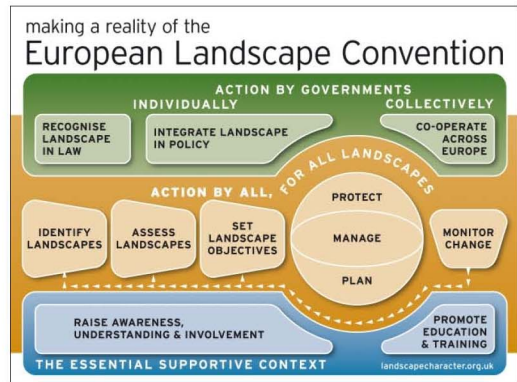 making a reality of the
European Landscape Convention
ACTION BY GOVERNMENTS
INDIVIDUALLY
COLLECTIVELY
RECOGNISE
LANDSCAPE
IN LAW
INTEGRATE LANDSCAPE
IN POLICY
CO-OPERATE
ACROSS
EUROPE
ACTION BY ALL, FOR ALL LANDSCAPES
IDENTIFY
LANDSCAPES
ASSESS
LANDSCAPES
SET
LANDSCAPE
OBJECTIVES
PROTECT
MANAGE
PLAN
MONITOR
CHANGE
RAISE AWARENESS,
UNDERSTANDING & INVOLVEMENT
PROMOTE
EDUCATION
& TRAINING
THE ESSENTIAL SUPPORTIVE CONTEXT
landscapecharacter.org.uk